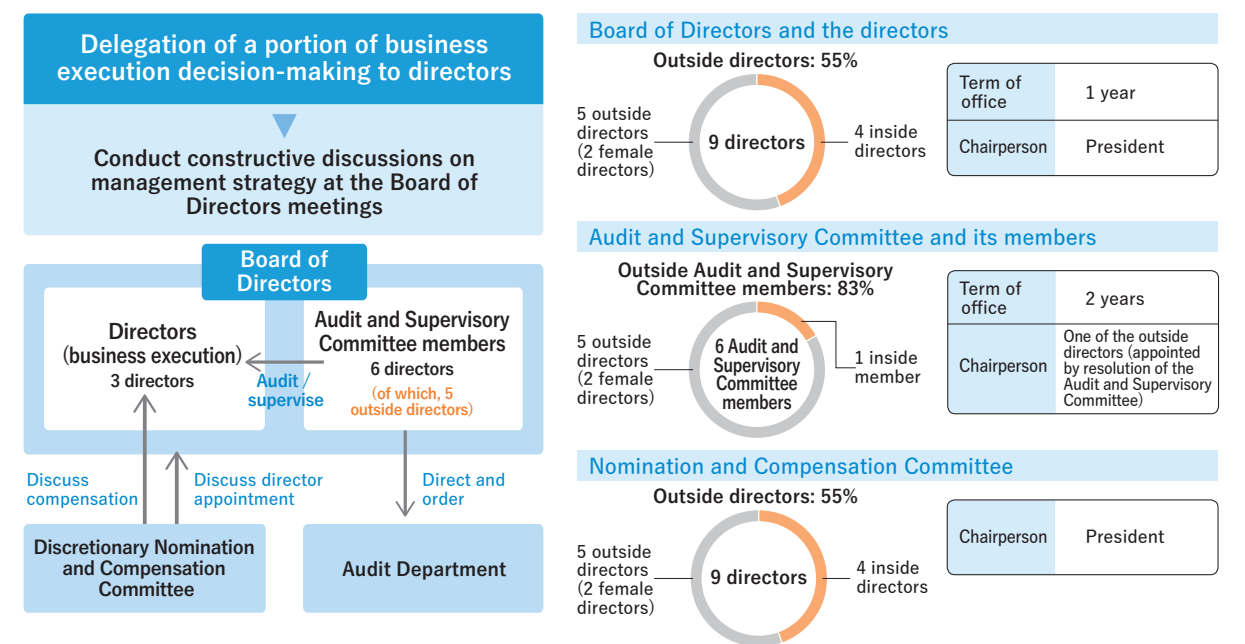 Delegation of a portion of business
execution decision-making to directors
Conduct constructive discussions on
management strategy at the Board of
Directors meetings
Board of
Directors
Directors
(business execution)
3 directors
Audit /
supervise
Audit and Supervisory
Committee members
6 directors
(of which, 5
outside directors)
Discuss
compensation
Discuss director
appointment
Direct and
order
Discretionary Nomination
and Compensation
Committee
Audit Department
Board of Directors and the directors
Outside directors: 55%
5 outside
directors
(2 female
directors)
9 directors
4 inside
directors
Term of
office
1 year
Chairperson
President
Audit and Supervisory Committee and its members
Outside Audit and Supervisory
Committee members: 83%
5 outside
directors
(2 female
directors)
6 Audit and
Supervisory
Committee
members
1 inside
member
Term of
office
2 years
Chairperson
One of the outside
directors (appointed
by resolution of the
Audit and Supervisory
Committee)
Nomination and Compensation Committee
Outside directors: 55%
5 outside
directors
(2 female
directors)
9 directors
4 inside
directors
Chairperson
President